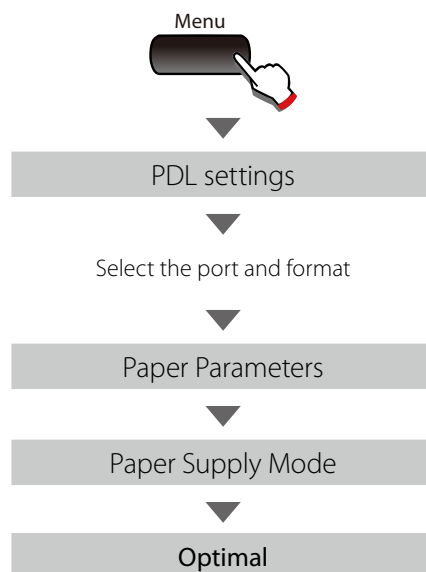 Menu
PDL settings
Select the port and format
Paper Parameters
Paper Supply Mode
Optimal